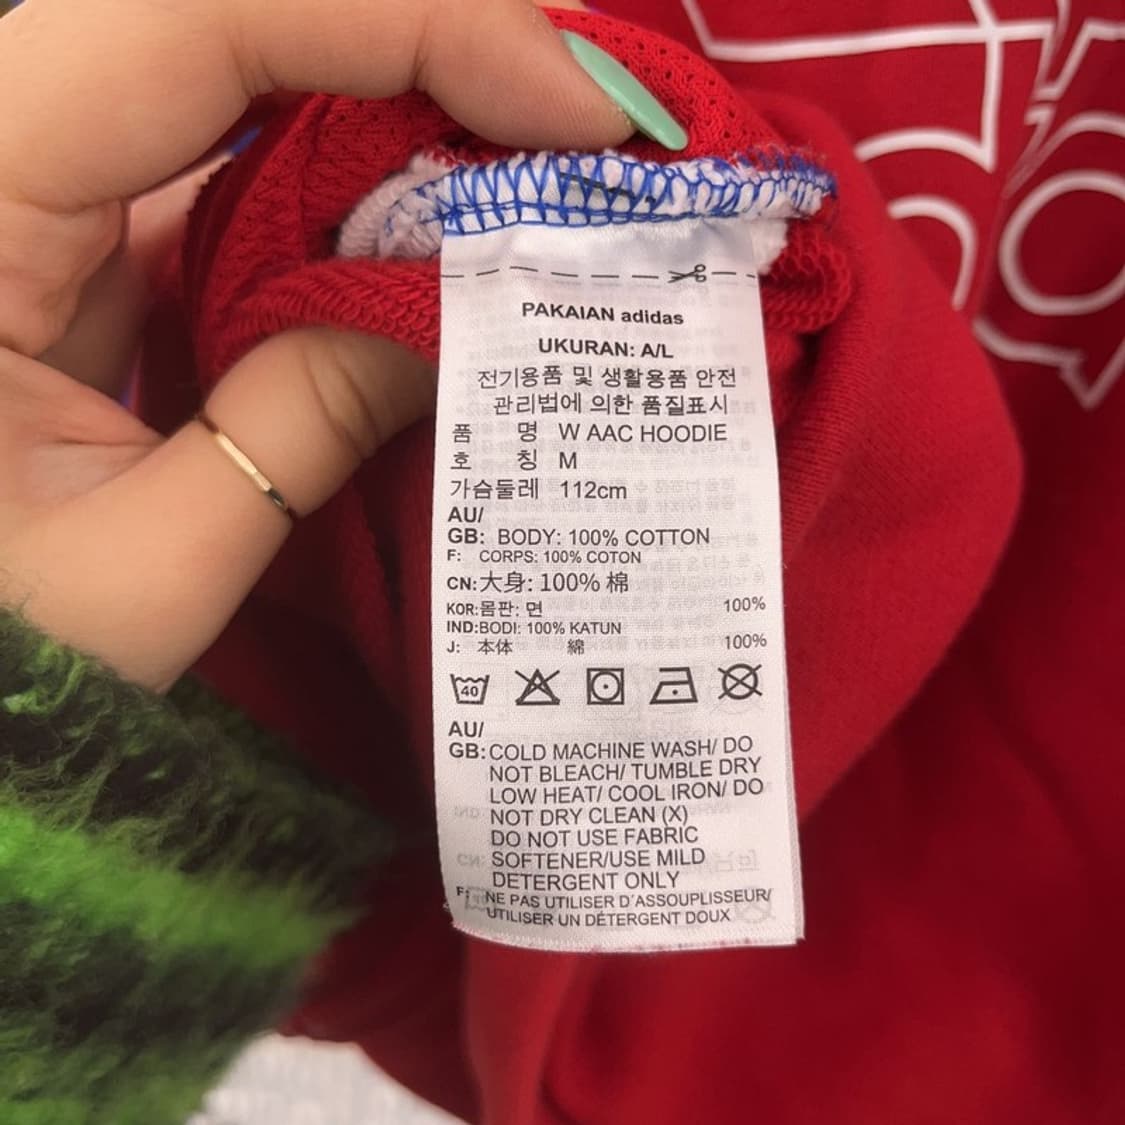 PAKAIAN adidas
UKURAN: A/L
전기용품 및 생활용품 안전
관리법에 의한 품질표시
품 명 W AAC HOODIE
호 칭 M
가슴둘레 112cm
AU/
GB: BODY: 100% COTTON
F: CORPS: 100% COTON
CN:大身: 100% 棉
KOR:몸판: 면 100%
IND:BODI: 100% KATUN
J: 本体 綿 100%
40
AU/
GB:COLD MACHINE WASH/ DO
NOT BLEACH/ TUMBLE DRY
LOW HEAT/ COOL IRON/ DO
NOT DRY CLEAN (X)
DO NOT USE FABRIC
SOFTENER/USE MILD
DETERGENT ONLY
F: NE PAS UTILISER D'ASSOUPLISSEUR/
UTILISER UN DÉTERGENT DOUX